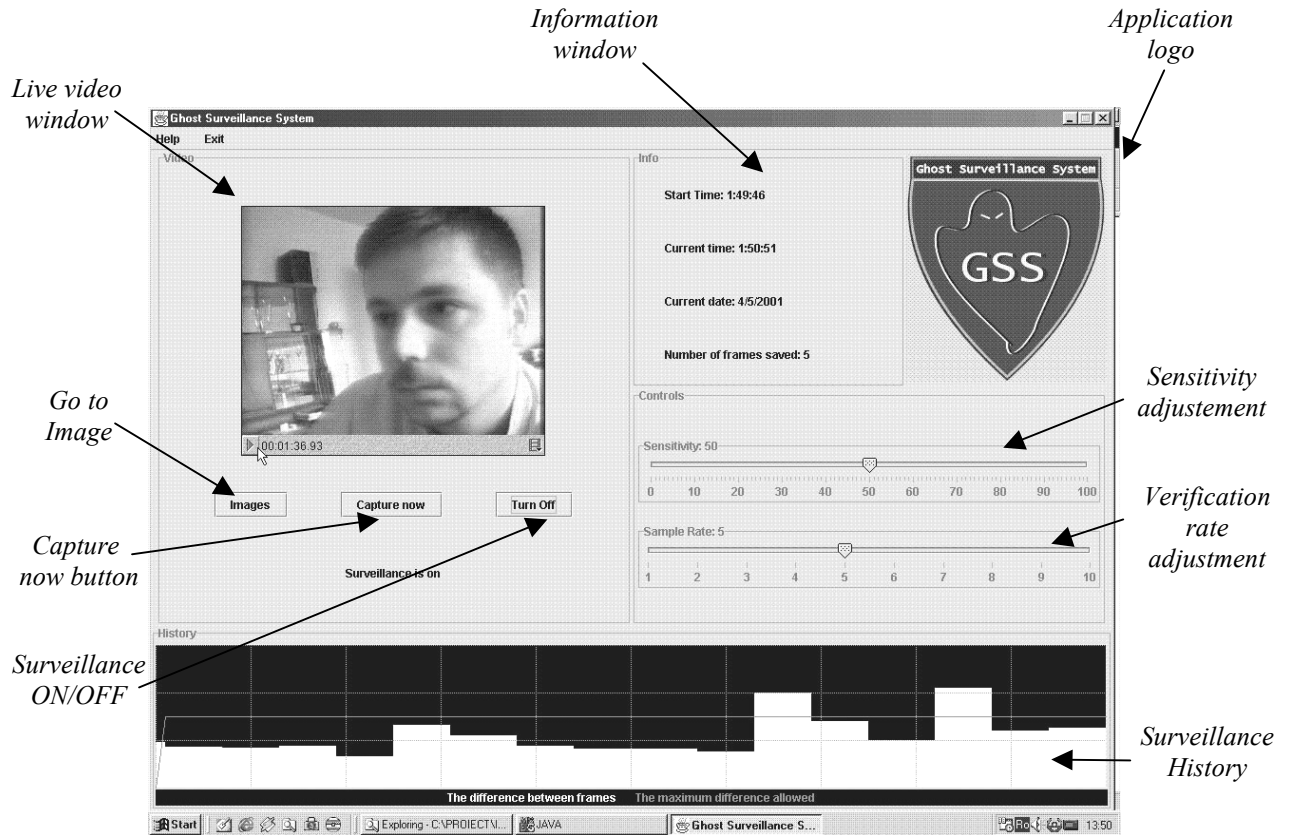 Information
window
Application
logo
Live video
window
Ghost Surveillance System
Help Exit
Video
Info
Start Time: 1:49:46
Current time: 1:50:51
Current date: 4/5/2001
Number of frames saved: 5
Ghost Surveillance System
GSS
00:01:36.93
Go to
Image
Images
Capture now
Turn Off
Surveillance is on
Capture
now button
Surveillance
ON/OFF
Controls
Sensitivity: 50
0 10 20 30 40 50 60 70 80 90 100
Sample Rate: 5
1 2 3 4 5 6 7 8 9 10
Sensitivity
adjustement
Verification
rate
adjustment
History
Surveillance
History
The difference between frames The maximum difference allowed
Start
Exploring - C:\PROIECT\I...
JAVA
Ghost Surveillance S...
Ro
13:50